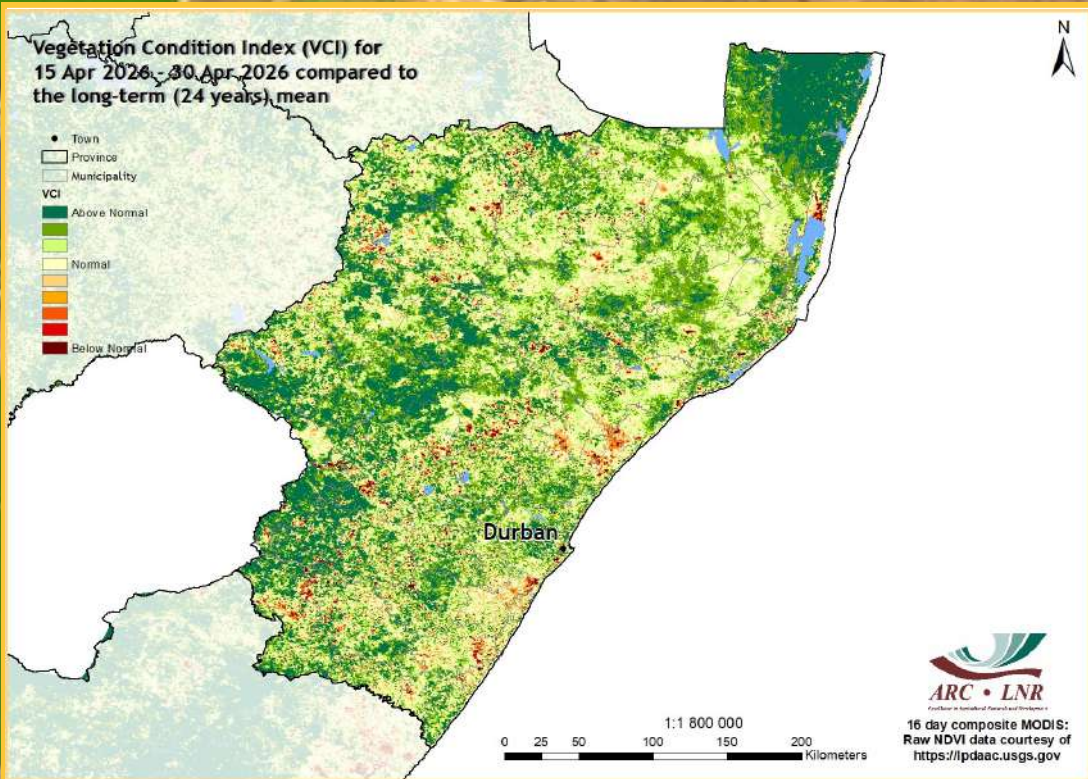 Vegetation Condition Index (VCI) for
15 Apr 2026 - 30 Apr 2026 compared to
the long-term (24 years) mean
Town
Province
Municipality
VCI
Above Normal
Normal
Below Normal
N
Durban
ARC • LNR
1:1 800 000
0 25 50 100 150 200
Kilometers
16 day composite MODIS:
Raw NDVI data courtesy of
https://lpdaac.usgs.gov